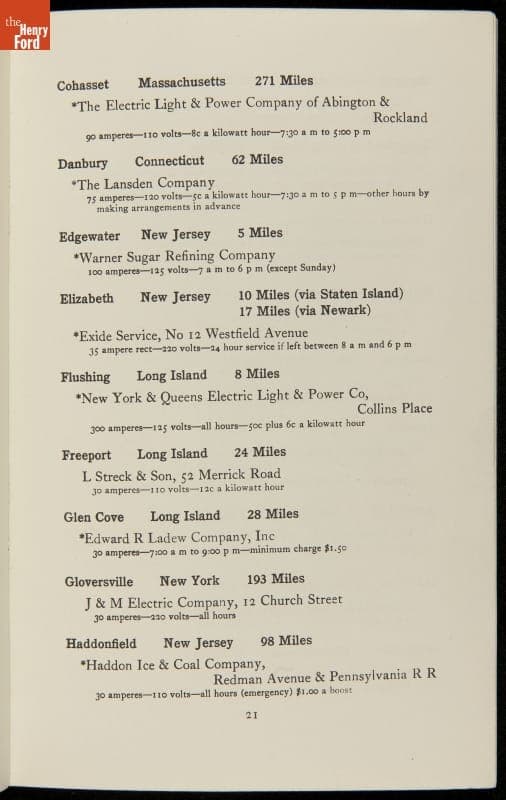 the
Henry
Ford
Cohasset Massachusetts 271 Miles
*The Electric Light & Power Company of Abington &
Rockland
90 amperes—110 volts—8c a kilowatt hour—7:30 a m to 5:00 p m
Danbury Connecticut 62 Miles
*The Lansden Company
75 amperes—120 volts—5c a kilowatt hour—7:30 a m to 5 p m—other hours by
making arrangements in advance
Edgewater New Jersey 5 Miles
*Warner Sugar Refining Company
100 amperes—125 volts—7 a m to 6 p m (except Sunday)
Elizabeth New Jersey 10 Miles (via Staten Island)
17 Miles (via Newark)
*Exide Service, No 12 Westfield Avenue
35 ampere rect—220 volts—24 hour service if left between 8 a m and 6 p m
Flushing Long Island 8 Miles
*New York & Queens Electric Light & Power Co,
Collins Place
300 amperes—125 volts—all hours—50c plus 6c a kilowatt hour
Freeport Long Island 24 Miles
L Streck & Son, 52 Merrick Road
30 amperes—110 volts—12c a kilowatt hour
Glen Cove Long Island 28 Miles
*Edward R Ladew Company, Inc
30 amperes—7:00 a m to 9:00 p m—minimum charge $1.50
Gloversville New York 193 Miles
J & M Electric Company, 12 Church Street
30 amperes—220 volts—all hours
Haddonfield New Jersey 98 Miles
*Haddon Ice & Coal Company,
Redman Avenue & Pennsylvania R R
30 amperes—110 volts—all hours (emergency) $1.00 a boost
21